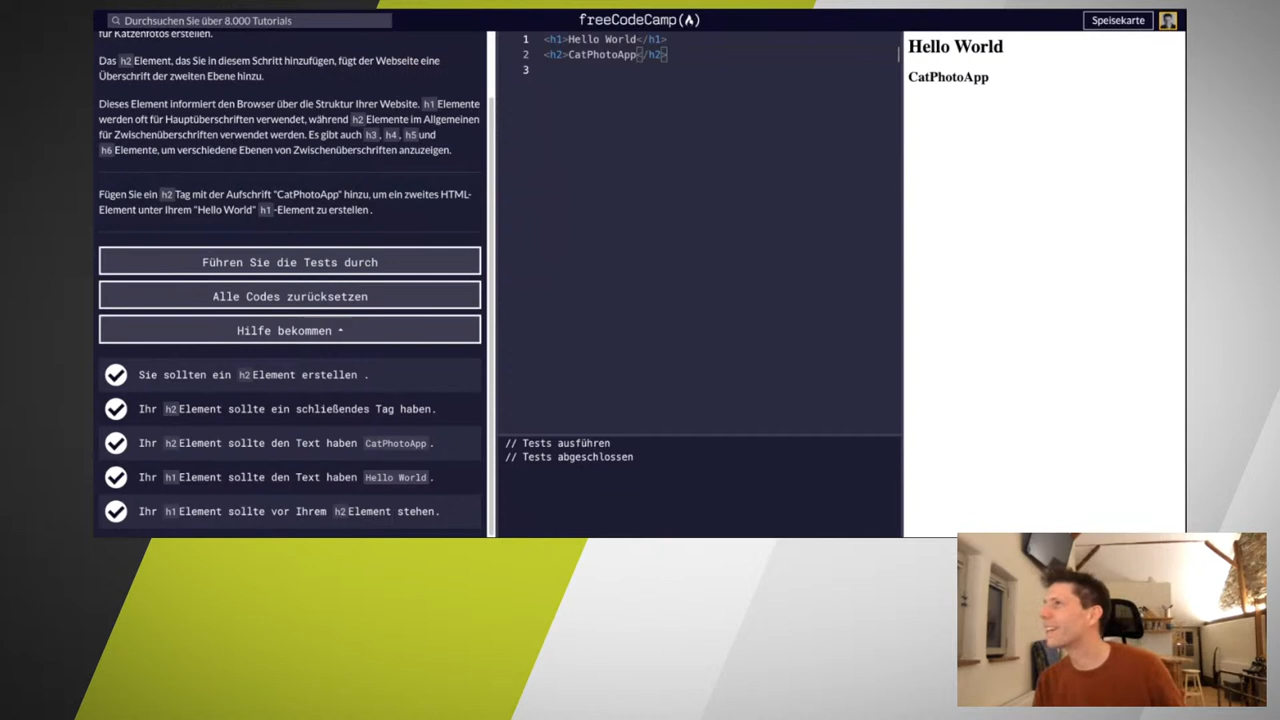 Durchsuchen Sie über 8.000 Tutorials
freeCodeCamp
Speisekarte
für Katzenfotos erstellen.
Das h2 Element, das Sie in diesem Schritt hinzufügen, fügt der Webseite eine
Überschrift der zweiten Ebene hinzu.
Dieses Element informiert den Browser über die Struktur Ihrer Website. h1 Elemente
werden oft für Hauptüberschriften verwendet, während h2 Elemente im Allgemeinen
für Zwischenüberschriften verwendet werden. Es gibt auch h3, h4, h5 und
h6 Elemente, um verschiedene Ebenen von Zwischenüberschriften anzuzeigen.
Fügen Sie ein h2 Tag mit der Aufschrift "CatPhotoApp" hinzu, um ein zweites HTML-
Element unter Ihrem "Hello World" h1 -Element zu erstellen .
Führen Sie die Tests durch
Alle Codes zurücksetzen
Hilfe bekommen
Sie sollten ein h2 Element erstellen .
Ihr h2 Element sollte ein schließendes Tag haben.
Ihr h2 Element sollte den Text haben CatPhotoApp.
Ihr h1 Element sollte den Text haben Hello World.
Ihr h1 Element sollte vor Ihrem h2 Element stehen.
1 <h1>Hello World</h1>
2 <h2>CatPhotoApp</h2>
3
// Tests ausführen
// Tests abgeschlossen
Hello World
CatPhotoApp